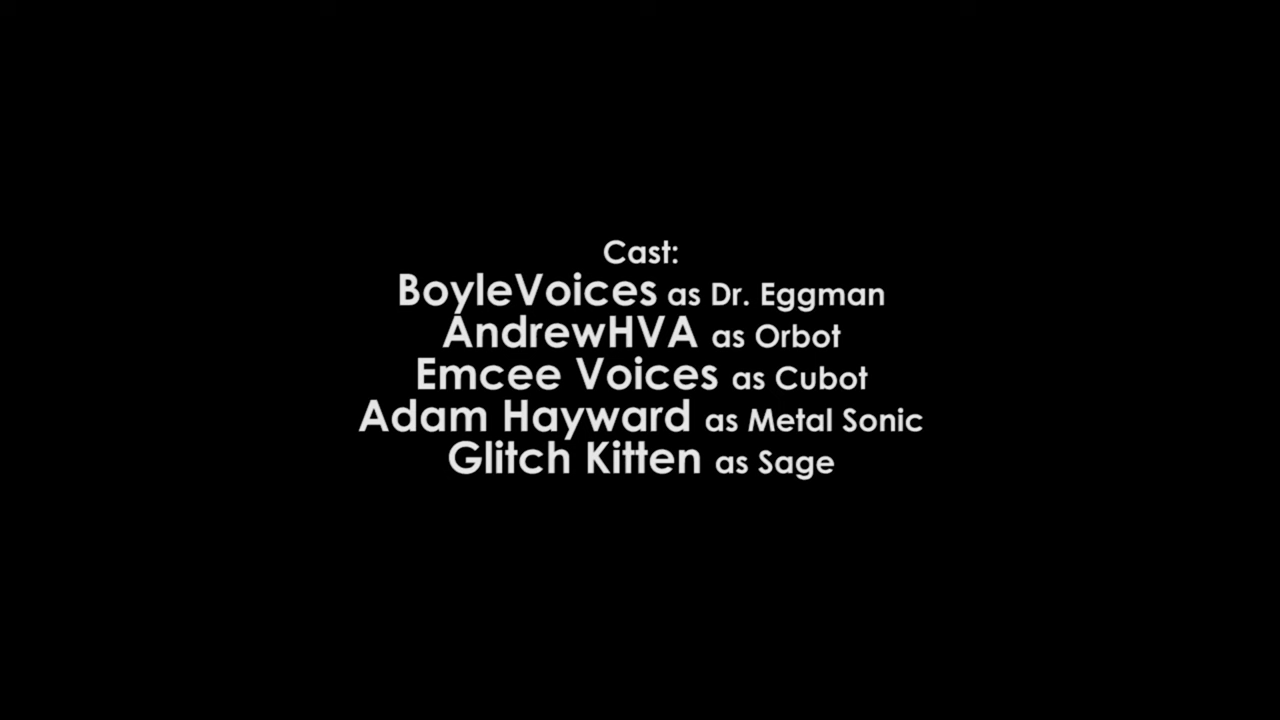 Cast:
BoyleVoices as Dr. Eggman
AndrewHVA as Orbot
Emcee Voices as Cubot
Adam Hayward as Metal Sonic
Glitch Kitten as Sage